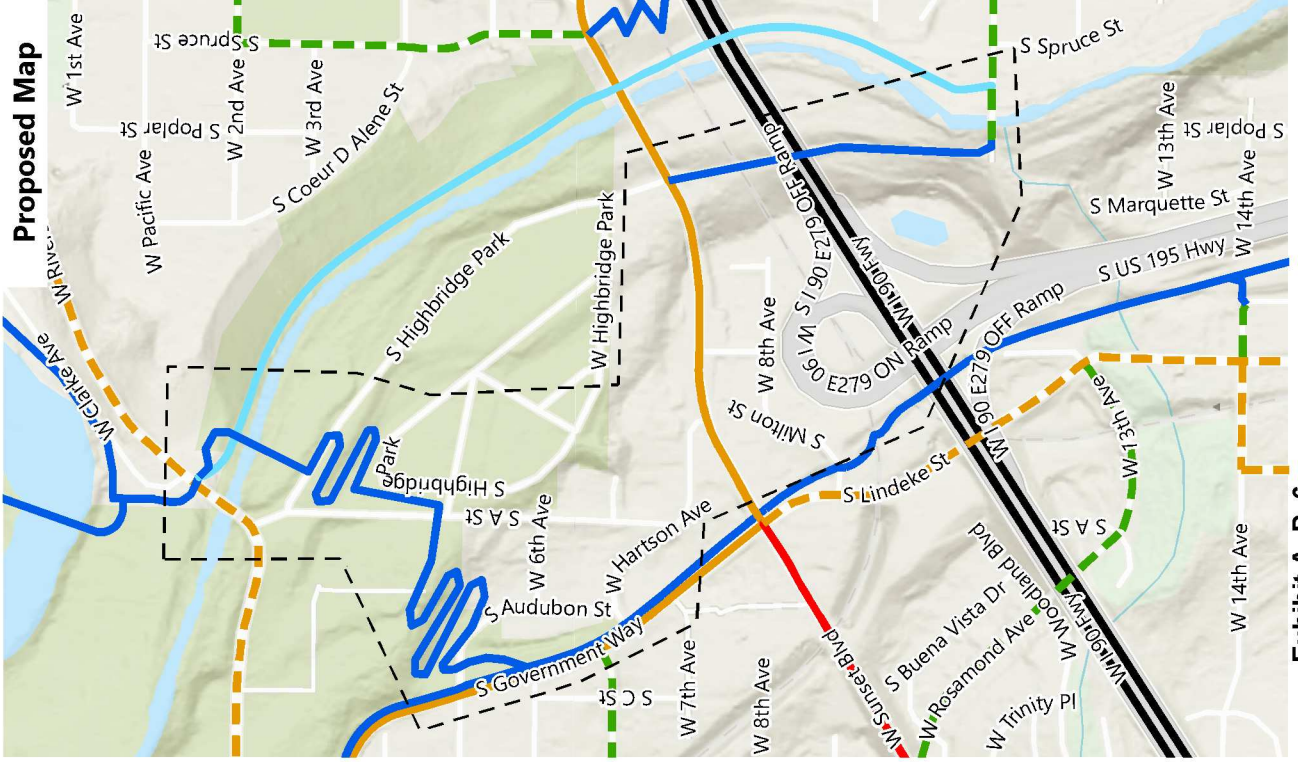 Proposed Map
W 1st Ave
S Spruce St
W 2nd Ave
W 3rd Ave
S Coeur D Alene St
S Poplar St
W Pacific Ave
S Spruce St
W 13th Ave
S Poplar St
W 14th Ave
S Marquette St
S US 195 Hwy
W I 90 E279 OFF Ramp
S I 90 E279 OFF Ramp
W I 90 Fwy
W I 90 E279 ON Ramp
W Highbridge Park
S Highbridge Park
W 8th Ave
S Milton St
W Clarke Ave
S Highbridge Park
S A St
W 6th Ave
W Hartson Ave
S Lindeke St
W 13th Ave
S A St
W 14th Ave
S Audubon St
S Government Way
S C St
W 7th Ave
W 8th Ave
W Sunset Blvd
S Buena Vista Dr
W Rosamond Ave
W Woodland Blvd
W I 90 Fwy
W Trinity Pl